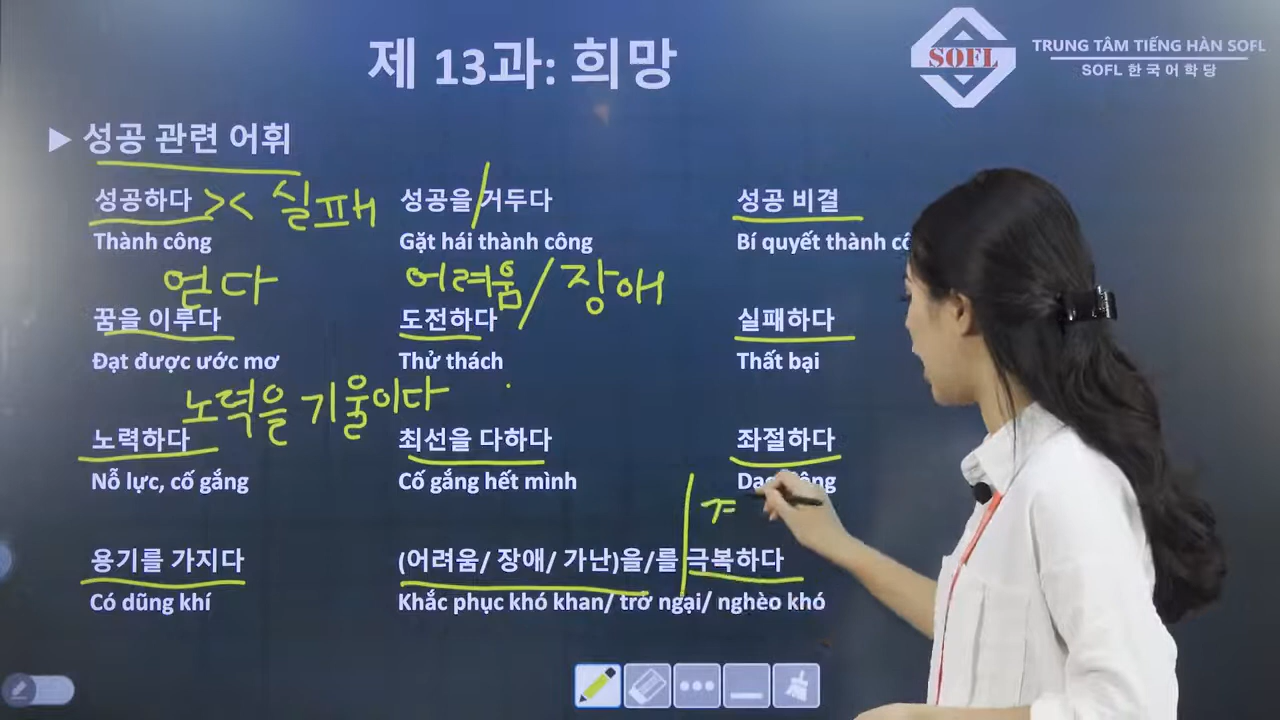 제 13과: 희망
SOFL
TRUNG TÂM TIẾNG HÀN SOFL
SOFL 한국어학당
성공 관련 어휘
성공하다 >< 실패
성공을 / 거두다
성공 비결
Thành công
Gặt hái thành công
Bí quyết thành
얻다
어려움 / 장애
꿈을 이루다
도전하다
실패하다
Đạt được ước mơ
Thử thách
Thất bại
노력을 기울이다
노력하다
최선을 다하다
좌절하다
Nỗ lực, cố gắng
Cố gắng hết mình
용기를 가지다
(어려움/ 장애/ 가난)을/를 극복하다
Có dũng khí
Khắc phục khó khan/ trở ngại/ nghèo khó